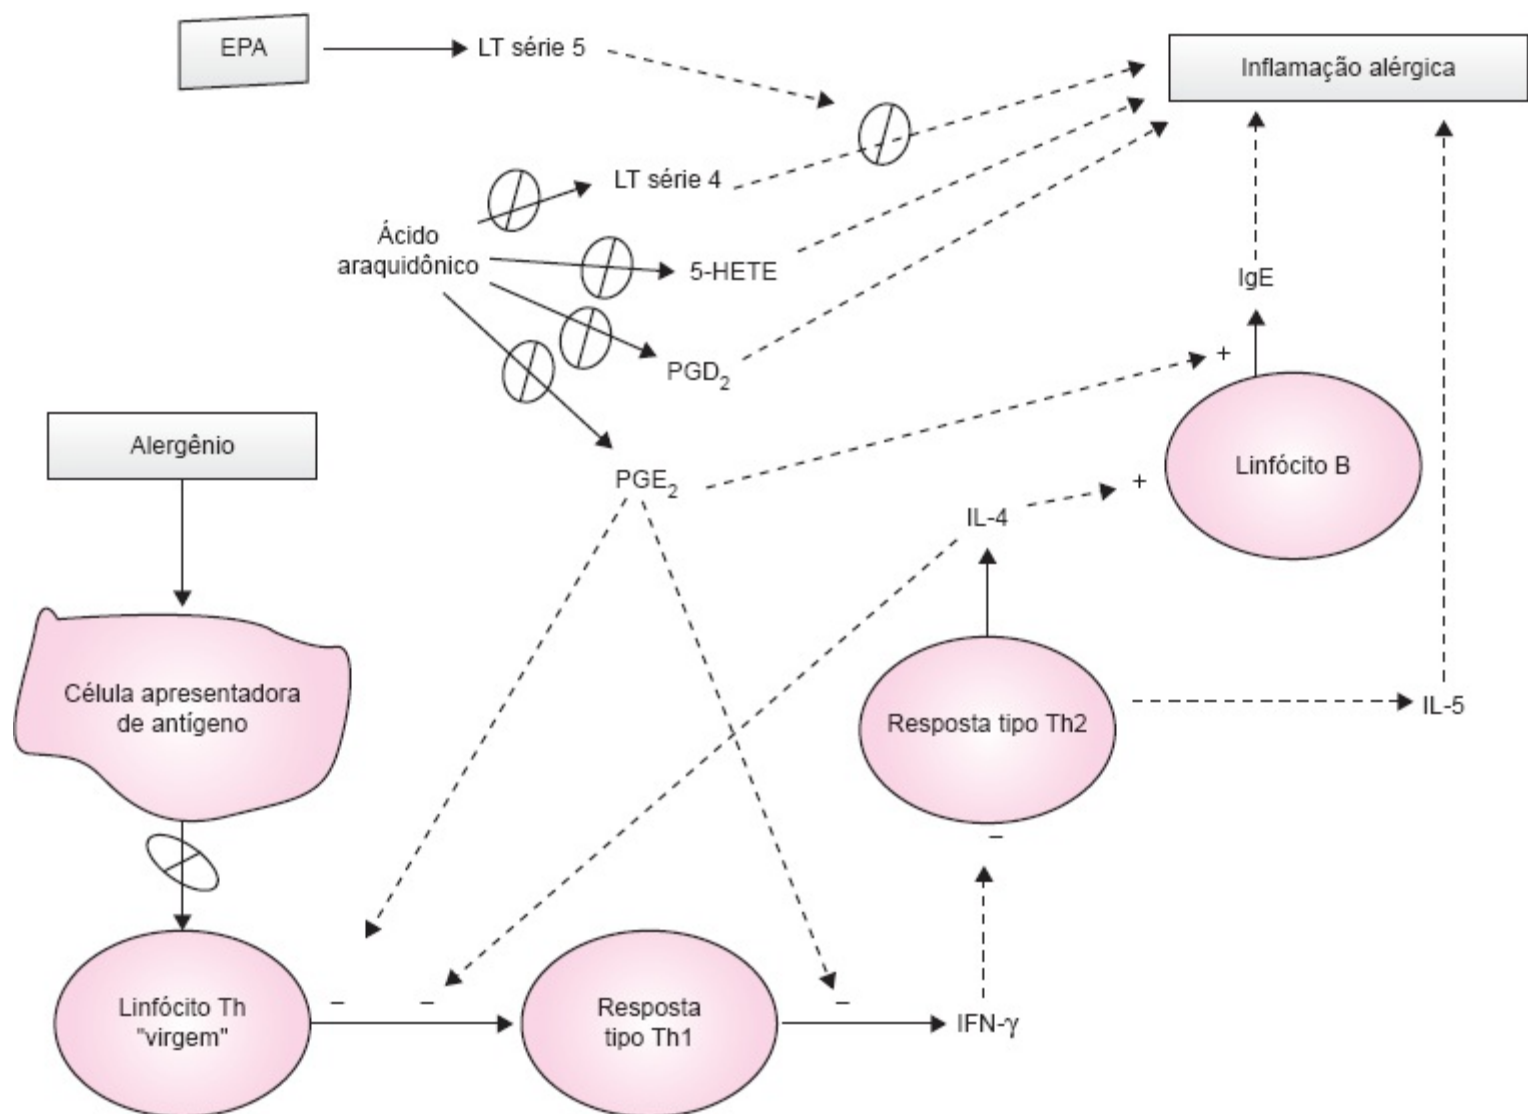 EPA
LT série 5
Inflamação alérgica
LT série 4
Ácido
araquidônico
5-HETE
IgE
PGD2
+
Alergênio
PGE2
Linfócito B
+
IL-4
Célula apresentadora
de antígeno
Resposta tipo Th2
IL-5
–
Linfócito Th
"virgem"
–
–
Resposta
tipo Th1
–
IFN-γ